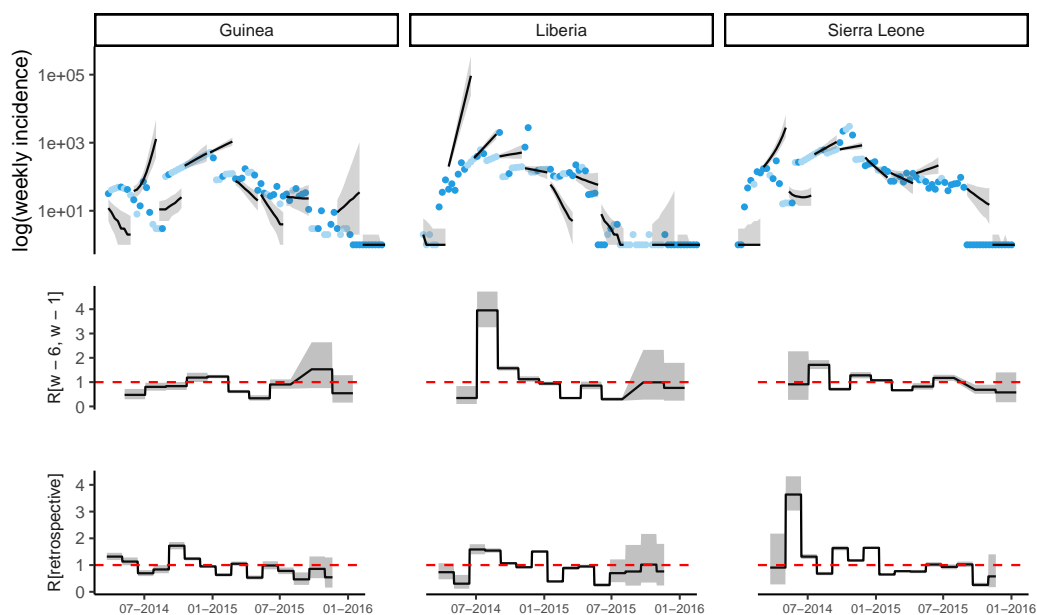 Guinea Liberia Sierra Leone
log(weekly incidence)
1e+05
1e+03
1e+01
R[w − 6, w − 1]
4
3
2
1
0
R[retrospective]
4
3
2
1
0
07−2014 01−2015 07−2015 01−2016 07−2014 01−2015 07−2015 01−2016 07−2014 01−2015 07−2015 01−2016